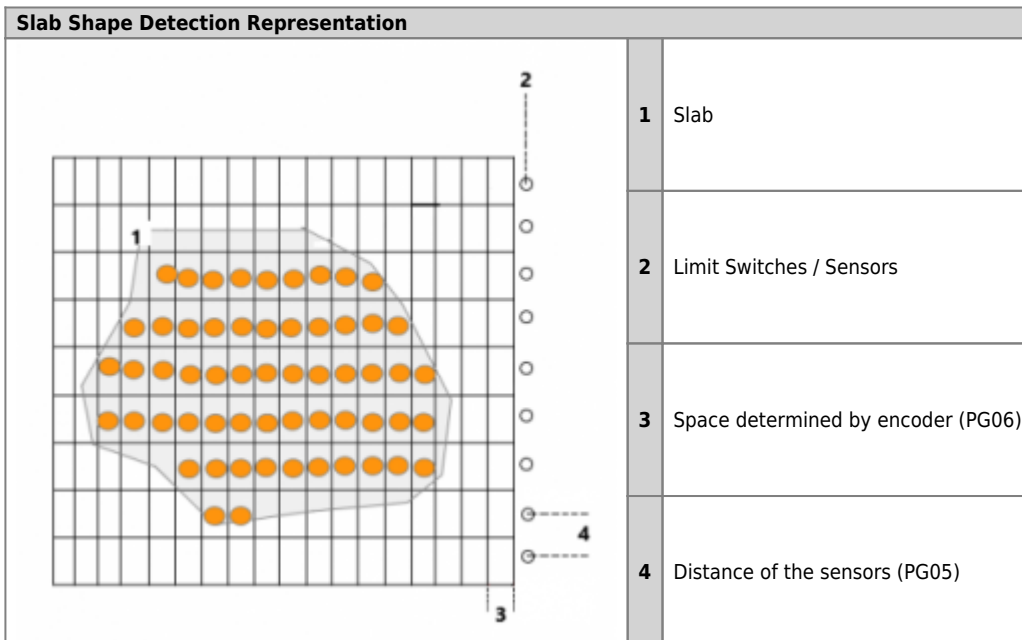 Slab Shape Detection Representation
2
1
4
3
1 Slab
2 Limit Switches / Sensors
3 Space determined by encoder (PG06)
4 Distance of the sensors (PG05)